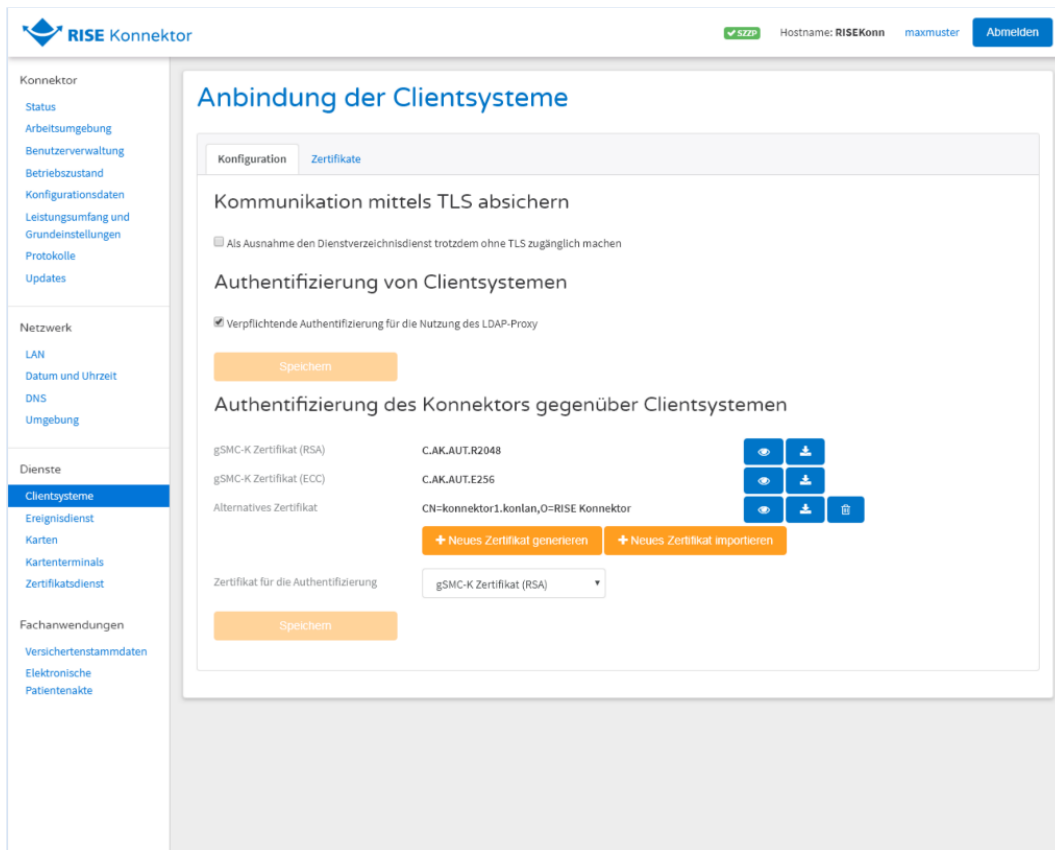 RISE Konnektor
SZZP
Hostname: RISEKonn
maxmuster
Abmelden
Konnektor
Status
Arbeitsumgebung
Benutzerverwaltung
Betriebszustand
Konfigurationsdaten
Leistungsumfang und
Grundeinstellungen
Protokolle
Updates
Netzwerk
LAN
Datum und Uhrzeit
DNS
Umgebung
Dienste
Clientsysteme
Ereignisdienst
Karten
Kartenterminals
Zertifikatsdienst
Fachanwendungen
Versichertenstammdaten
Elektronische
Patientenakte
Anbindung der Clientsysteme
Konfiguration
Zertifikate
Kommunikation mittels TLS absichern
Als Ausnahme den Dienstverzeichnisdienst trotzdem ohne TLS zugänglich machen
Authentifizierung von Clientsystemen
Verpflichtende Authentifizierung für die Nutzung des LDAP-Proxy
Speichern
Authentifizierung des Konnektors gegenüber Clientsystemen
gSMC-K Zertifikat (RSA) C.AK.AUT.R2048
gSMC-K Zertifikat (ECC) C.AK.AUT.E256
Alternatives Zertifikat CN=konnektor1.konlan,O=RISE Konnektor
+ Neues Zertifikat generieren + Neues Zertifikat importieren
Zertifikat für die Authentifizierung gSMC-K Zertifikat (RSA)
Speichern